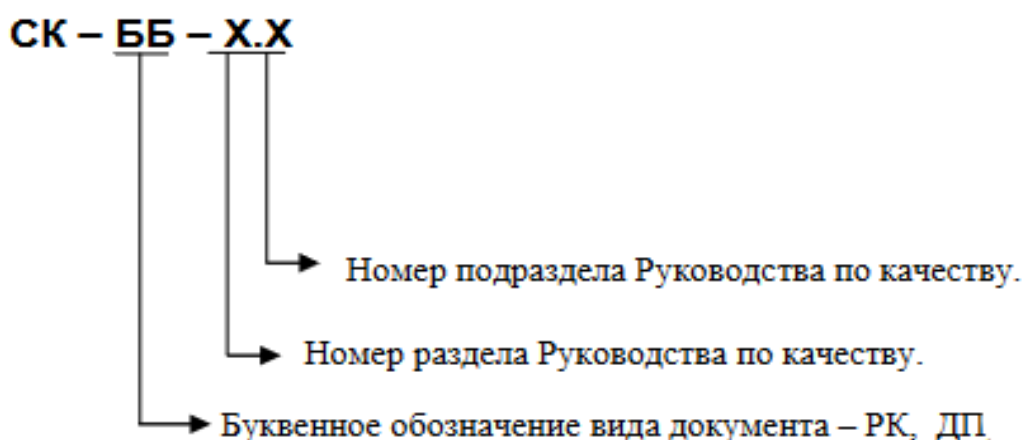 СК – ББ – Х.Х
Номер подраздела Руководства по качеству.
Номер раздела Руководства по качеству.
Буквенное обозначение вида документа – РК, ДП